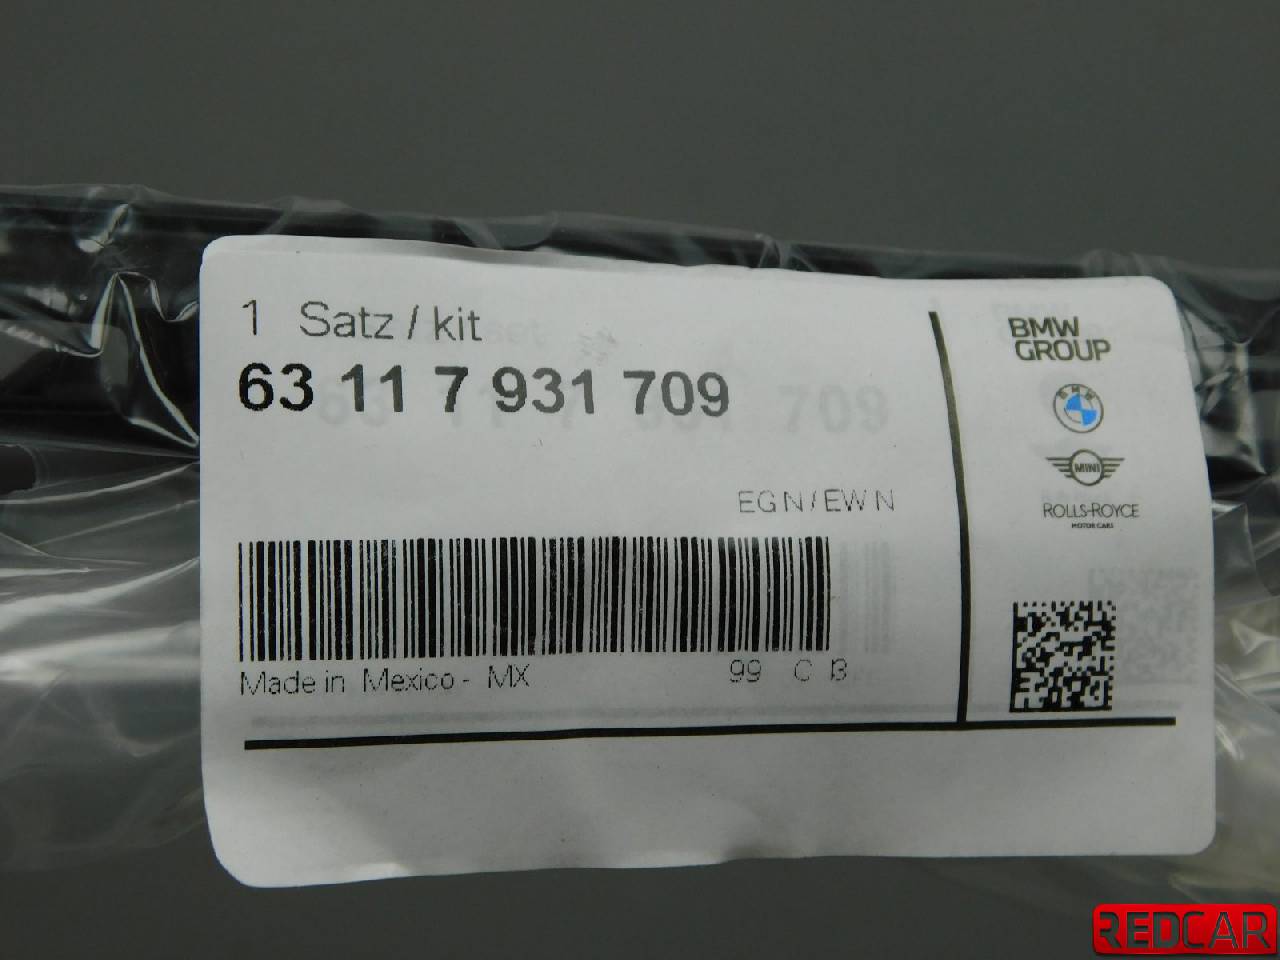 1 Satz / kit
63 11 7 931 709
EGN/EWN
Made in Mexico - MX
99 C
BMW
GROUP
BMW
MINI
ROLLS-ROYCE
MOTOR CARS
REDCAR